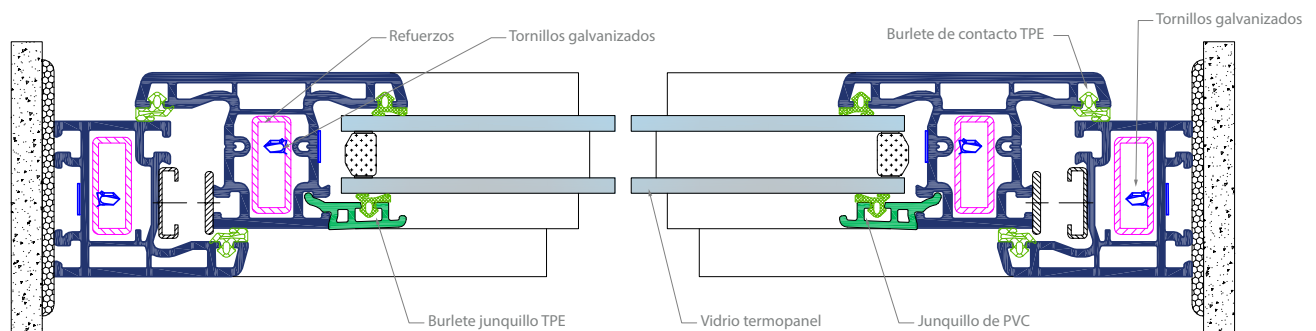 Tornillos galvanizados
Refuerzos
Tornillos galvanizados
Burlete de contacto TPE
Burlete junquillo TPE
Vidrio termopanel
Junquillo de PVC